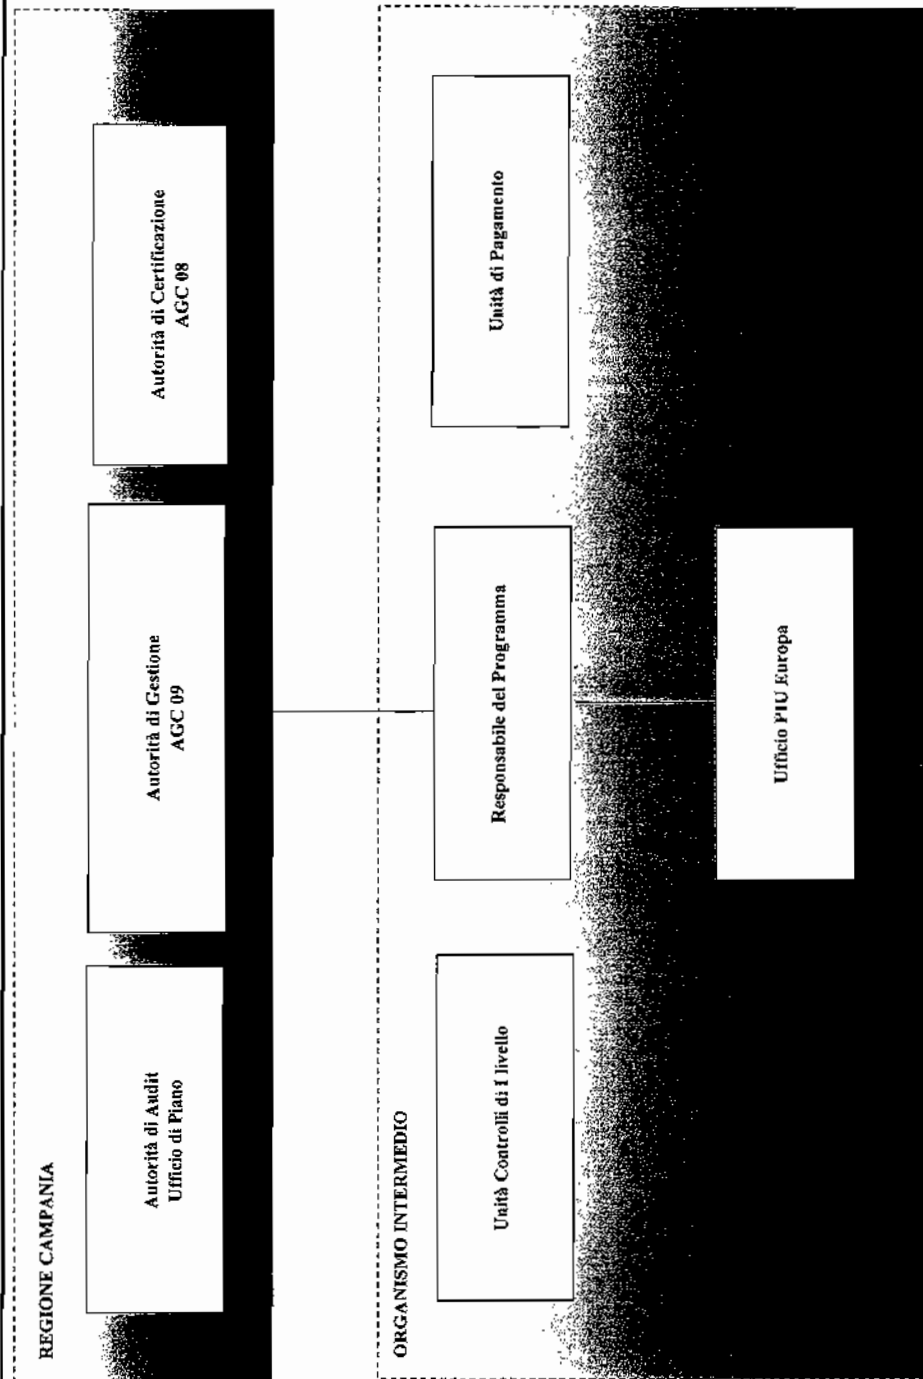 REGIONE CAMPANIA
Autorità di Audit
Ufficio di Piano
Autorità di Gestione
AGC 09
Autorità di Certificazione
AGC 08
ORGANISMO INTERMEDIO
Unità Controlli di I livello
Responsabile del Programma
Unità di Pagamento
Ufficio PIU Europa